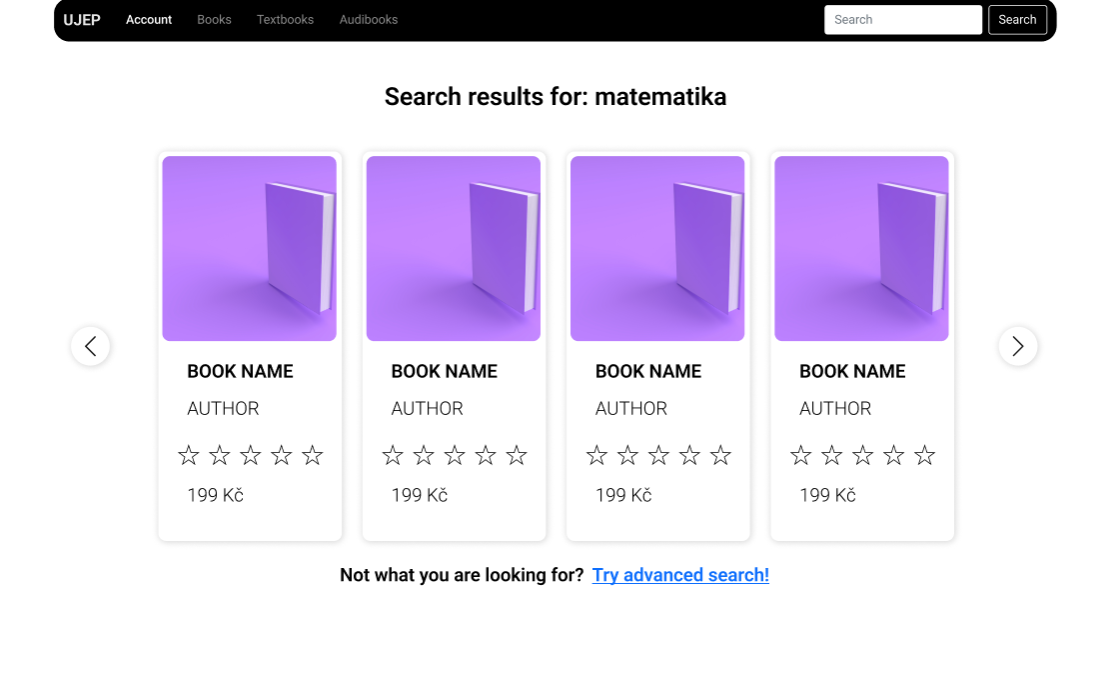 UJEP Account Books Textbooks Audibooks Search Search
Search results for: matematika
BOOK NAME BOOK NAME BOOK NAME BOOK NAME
AUTHOR AUTHOR AUTHOR AUTHOR
199 Kč 199 Kč 199 Kč 199 Kč
Not what you are looking for? Try advanced search!